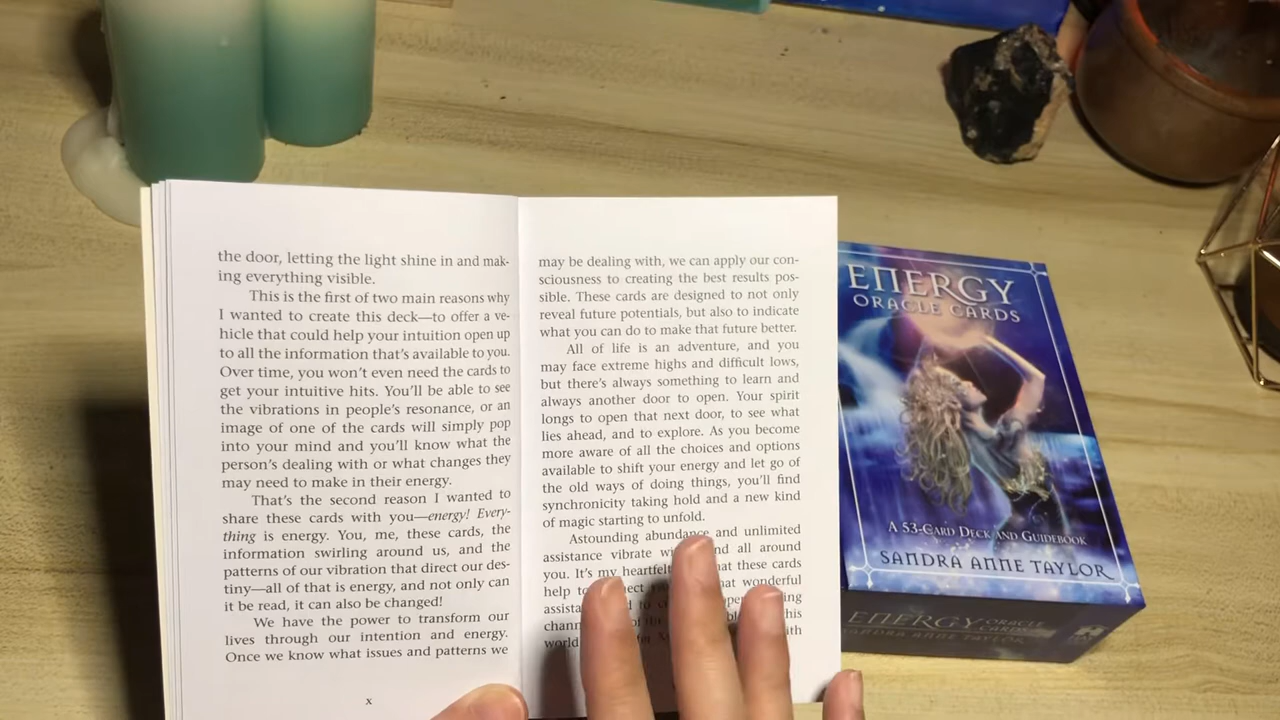 the door, letting the light shine in and mak-
ing everything visible.
This is the first of two main reasons why
I wanted to create this deck—to offer a ve-
hicle that could help your intuition open up
to all the information that's available to you.
Over time, you won't even need the cards to
get your intuitive hits. You'll be able to see
the vibrations in people's resonance, or an
image of one of the cards will simply pop
into your mind and you'll know what the
person's dealing with or what changes they
may need to make in their energy.
That's the second reason I wanted to
share these cards with you—energy! Every-
thing is energy. You, me, these cards, the
information swirling around us, and the
patterns of our vibration that direct our des-
tiny—all of that is energy, and not only can
it be read, it can also be changed!
We have the power to transform our
lives through our intention and energy.
Once we know what issues and patterns we
x
may be dealing with, we can apply our con-
sciousness to creating the best results pos-
sible. These cards are designed to not only
reveal future potentials, but also to indicate
what you can do to make that future better.
All of life is an adventure, and you
may face extreme highs and difficult lows,
but there's always something to learn and
always another door to open. Your spirit
longs to open that next door, to see what
lies ahead, and to explore. As you become
more aware of all the choices and options
available to shift your energy and let go of
the old ways of doing things, you'll find
synchronicity taking hold and a new kind
of magic starting to unfold.
Astounding abundance and unlimited
assistance vibrate and all around
you. It's my heartfelt these cards
help wonderful
world
ENERGY
ORACLE CARDS
A 53-CARD DECK AND GUIDEBOOK
SANDRA ANNE TAYLOR
ENERGY ORACLE CARDS
SANDRA ANNE TAYLOR